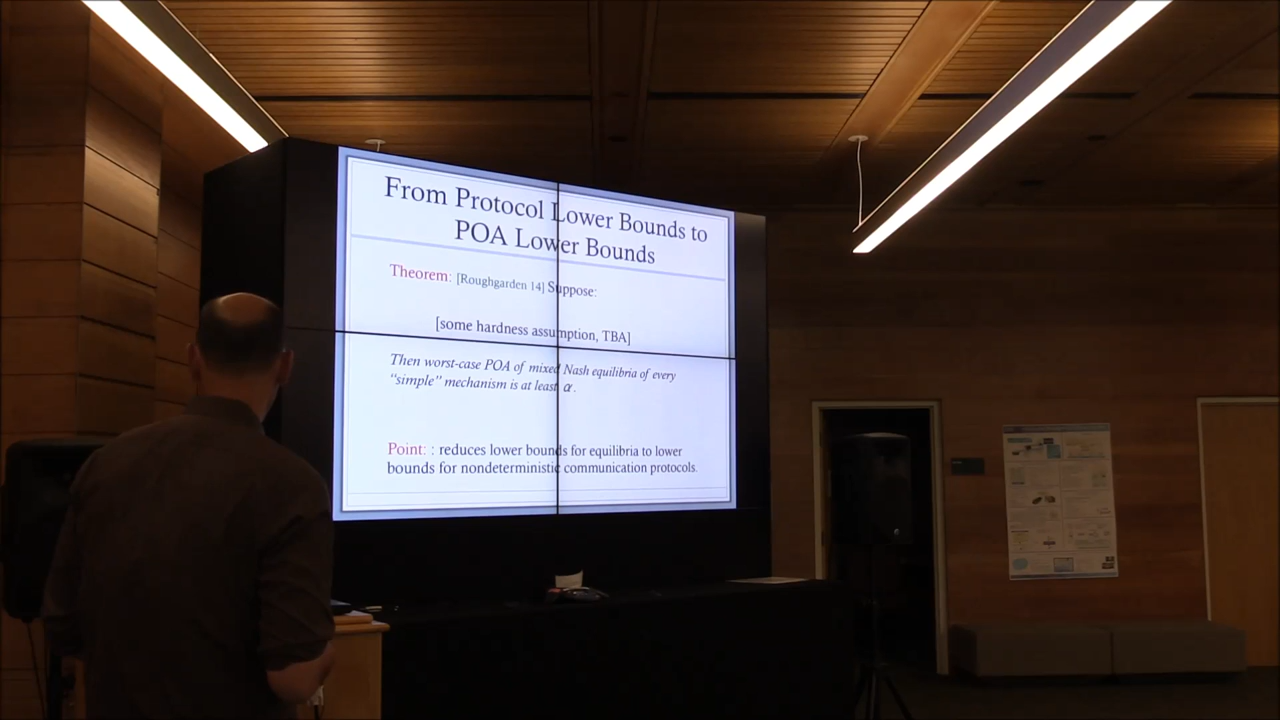 From Protocol Lower Bounds to
POA Lower Bounds
Theorem: [Roughgarden 14] Suppose:
[some hardness assumption, TBA]
Then worst-case POA of mixed Nash equilibria of every
“simple” mechanism is at least α.
Point: : reduces lower bounds for equilibria to lower
bounds for nondeterministic communication protocols.